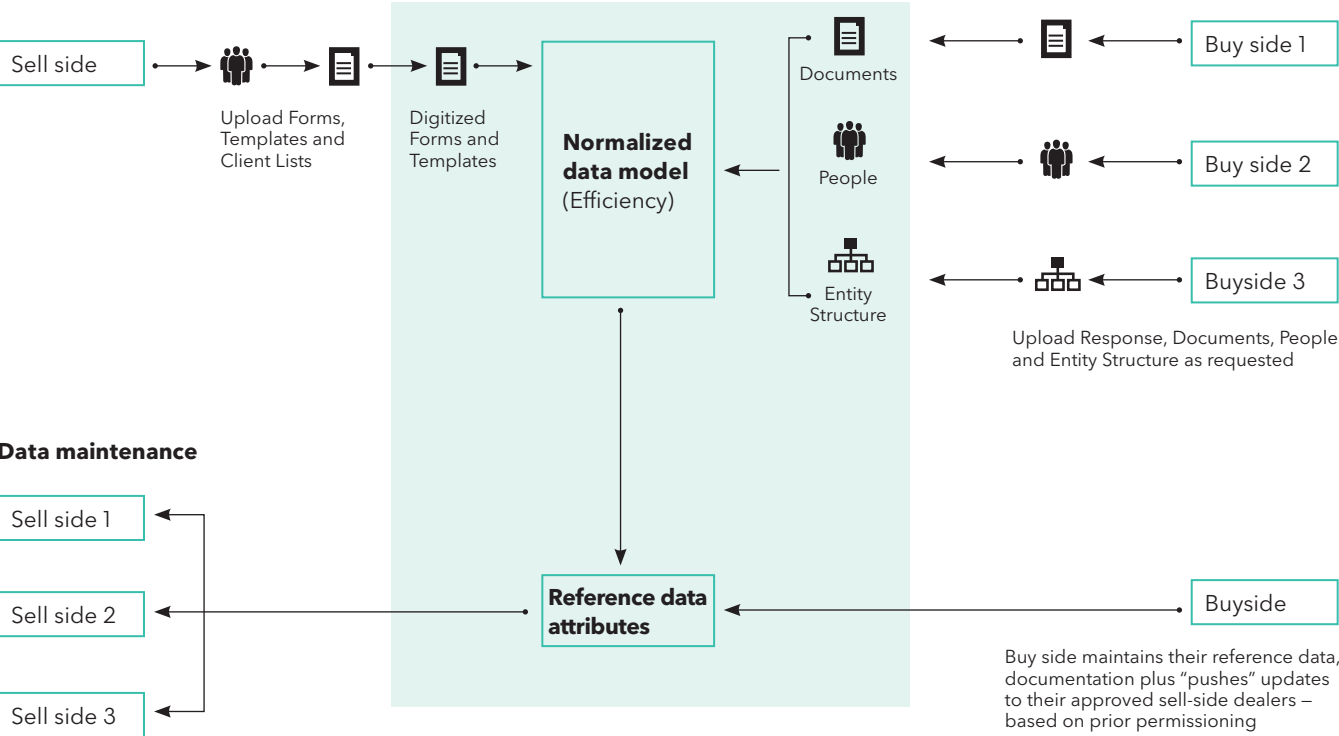 Sell side
Upload Forms,
Templates and
Client Lists
Digitized
Forms and
Templates
Normalized
data model
(Efficiency)
Documents
People
Entity
Structure
Buy side 1
Buy side 2
Buyside 3
Upload Response, Documents, People
and Entity Structure as requested
Data maintenance
Sell side 1
Sell side 2
Sell side 3
Reference data
attributes
Buyside
Buy side maintains their reference data,
documentation plus “pushes” updates
to their approved sell-side dealers –
based on prior permissioning